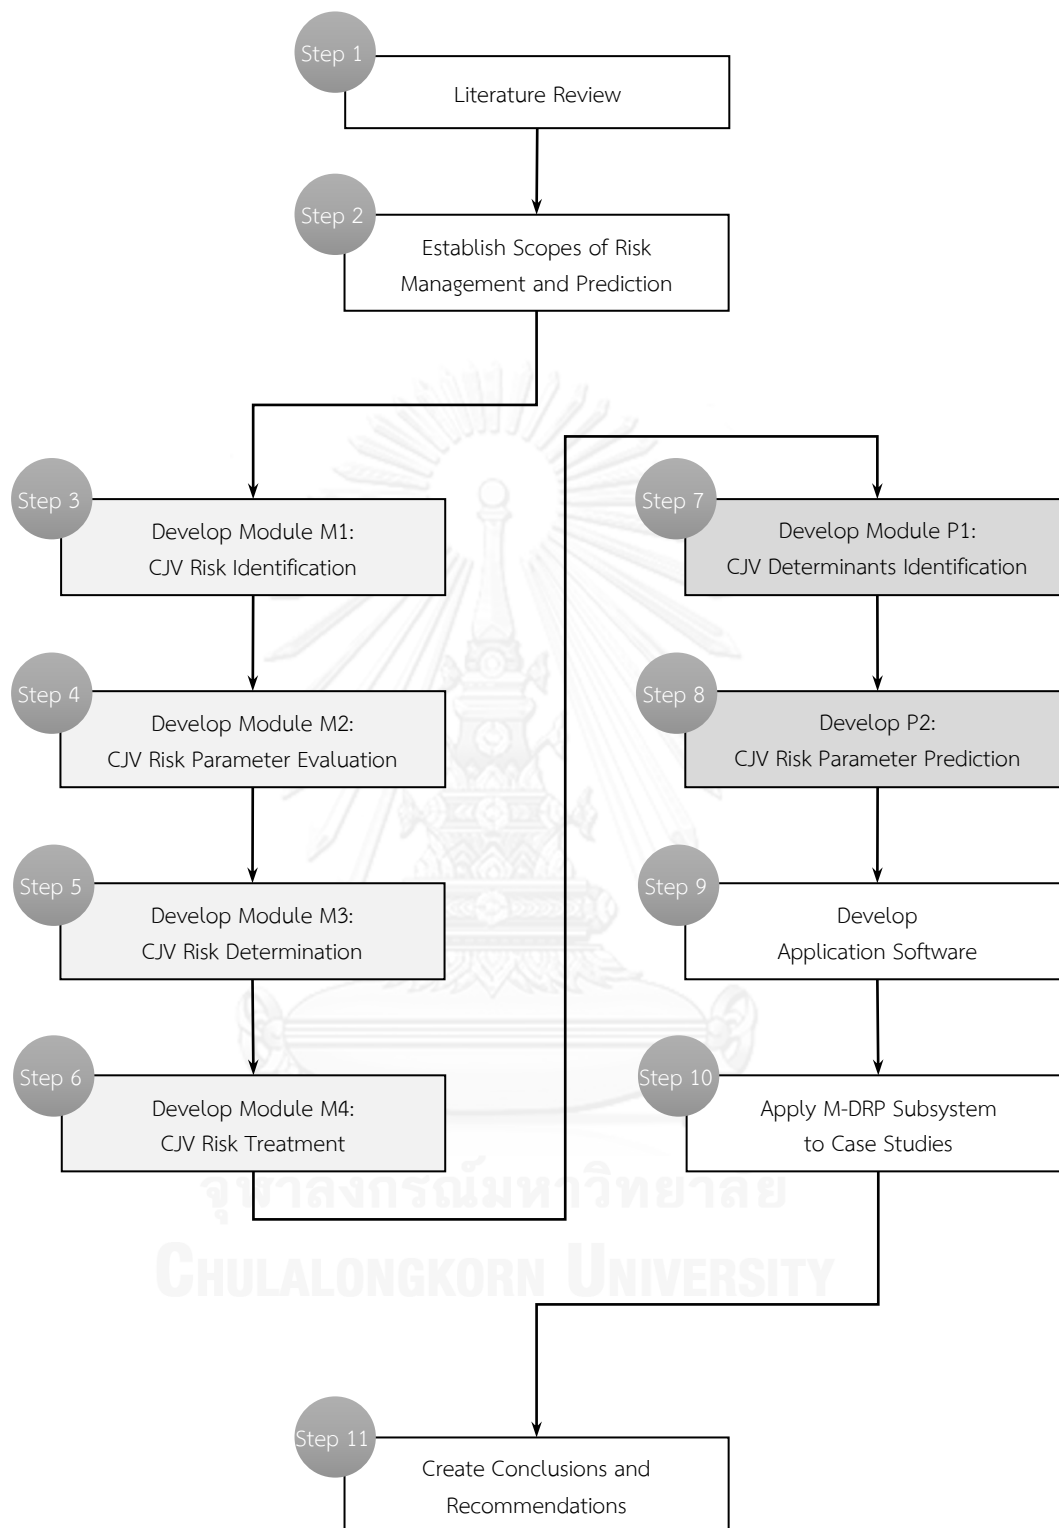 Step 1
Literature Review
Step 2
Establish Scopes of Risk
Management and Prediction
Step 3
Develop Module M1:
CJV Risk Identification
Step 4
Develop Module M2:
CJV Risk Parameter Evaluation
Step 5
Develop Module M3:
CJV Risk Determination
Step 6
Develop Module M4:
CJV Risk Treatment
Step 7
Develop Module P1:
CJV Determinants Identification
Step 8
Develop P2:
CJV Risk Parameter Prediction
Step 9
Develop
Application Software
Step 10
Apply M-DRP Subsystem
to Case Studies
จุฬาลงกรณ์มหาวิทยาลัย
CHULALONGKORN UNIVERSITY
Step 11
Create Conclusions and
Recommendations